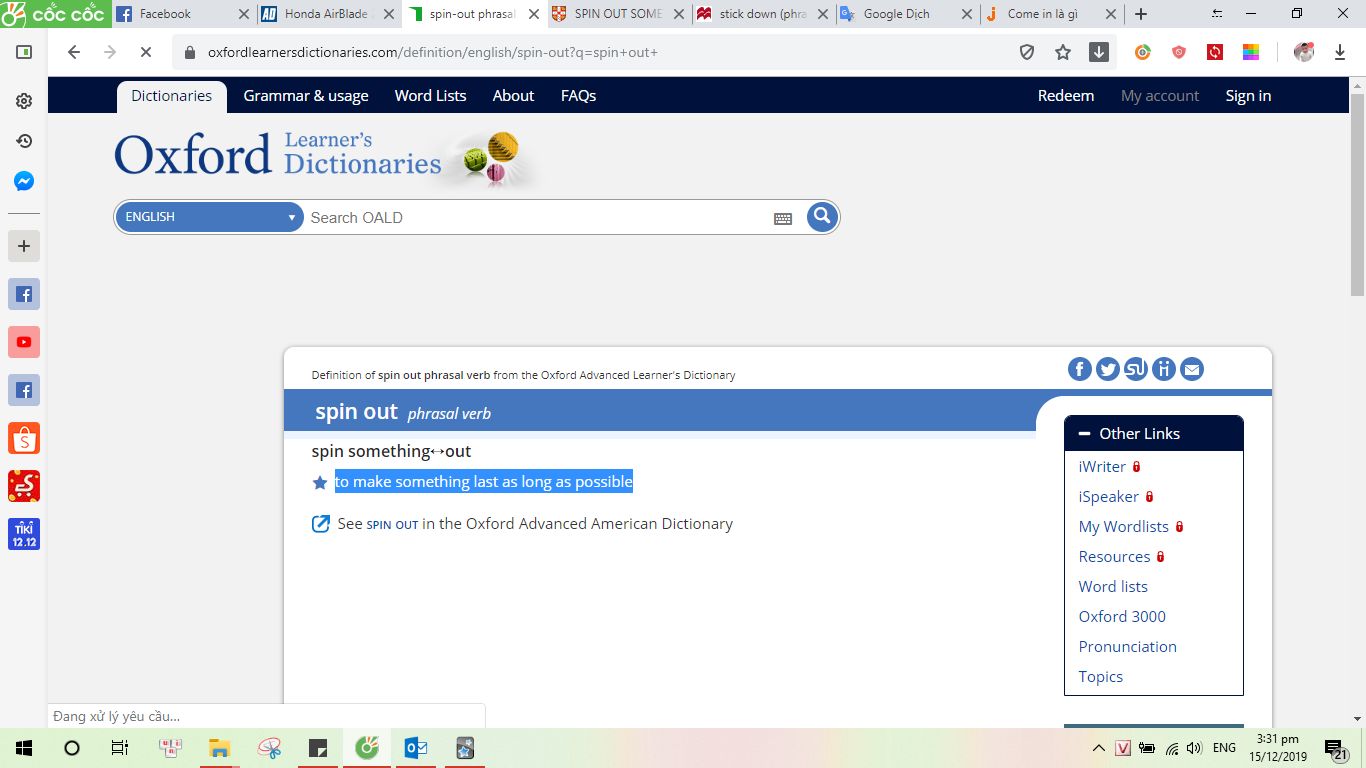 CỐC CỐC
Facebook
Honda AirBlade
spin-out phrasal
SPIN OUT SOME
stick down (phra
Google Dịch
Come in là gì
oxfordlearnersdictionaries.com/definition/english/spin-out?q=spin+out+
Dictionaries
Grammar & usage
Word Lists
About
FAQs
Redeem
My account
Sign in
Oxford Learner's Dictionaries
ENGLISH
Search OALD
Definition of spin out phrasal verb from the Oxford Advanced Learner's Dictionary
spin out phrasal verb
spin something↔out
to make something last as long as possible
See SPIN OUT in the Oxford Advanced American Dictionary
Other Links
iWriter
iSpeaker
My Wordlists
Resources
Word lists
Oxford 3000
Pronunciation
Topics
TIKI
12.12
Đang xử lý yêu cầu...
ENG
3:31 pm
15/12/2019
21